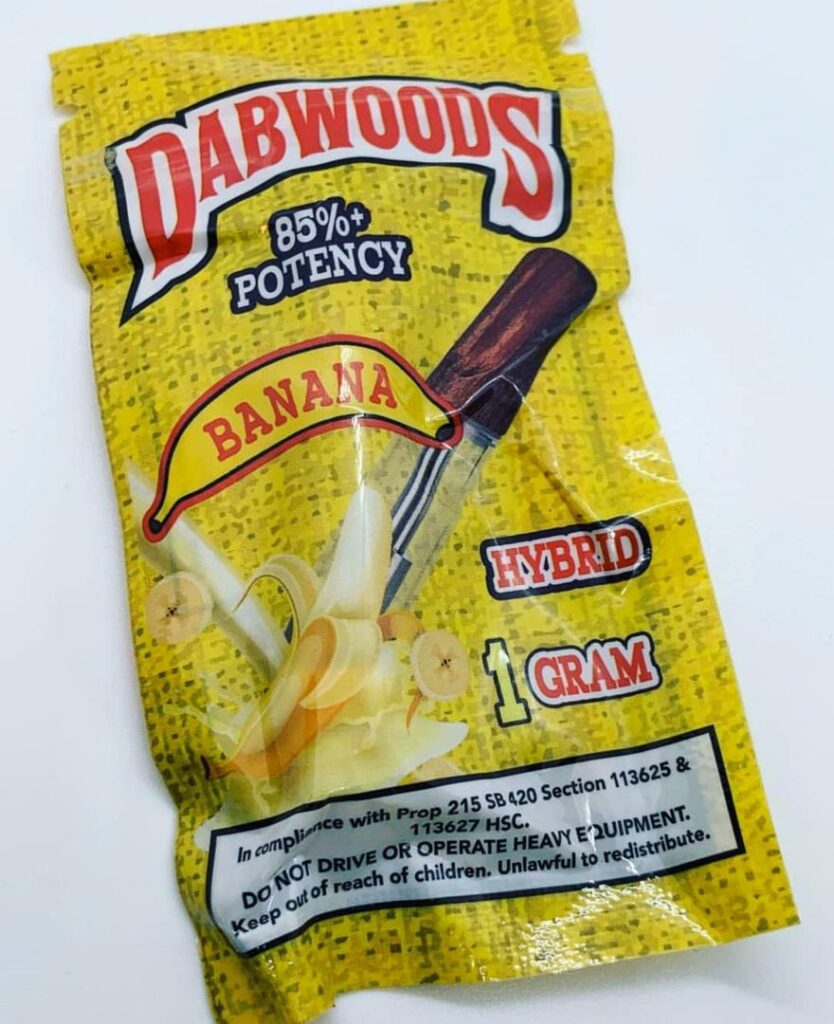 DABWOODS
85%+
POTENCY
BANANA
HYBRID
1 GRAM
In compliance with Prop 215 SB 420 Section 113625 &
113627 HSC.
DO NOT DRIVE OR OPERATE HEAVY EQUIPMENT.
Keep out of reach of children. Unlawful to redistribute.